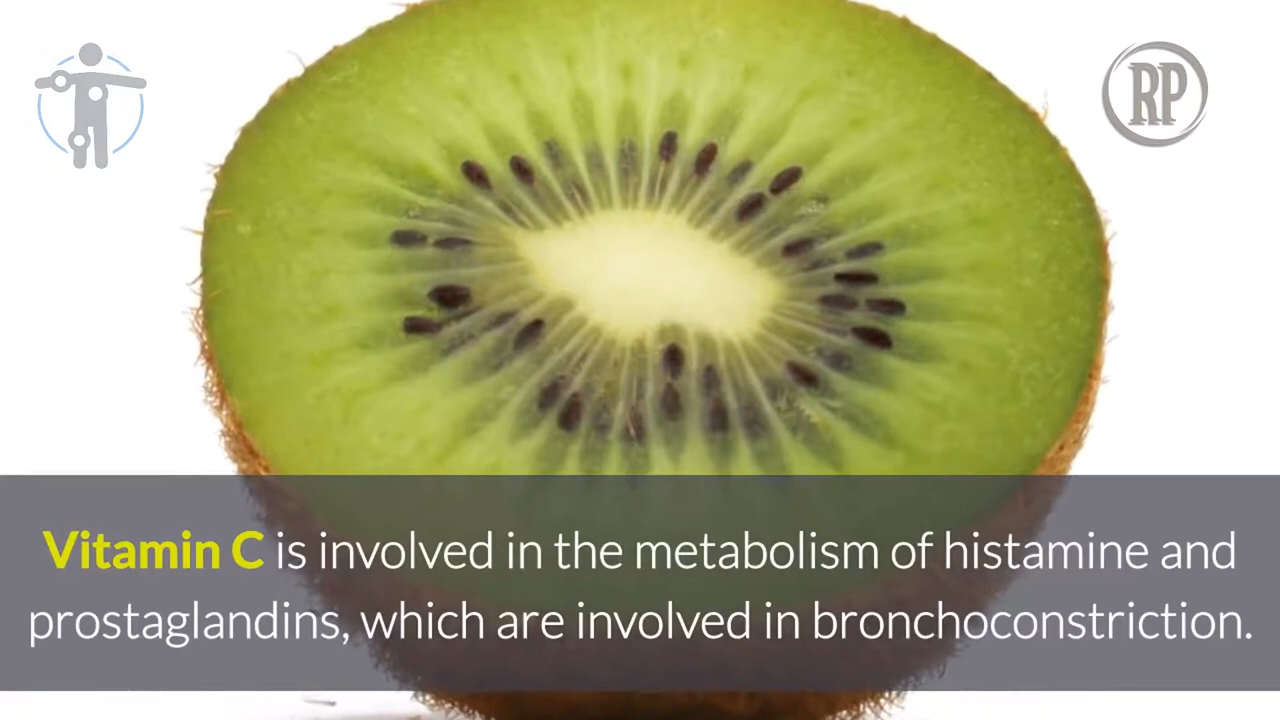 RP
Vitamin C is involved in the metabolism of histamine and
prostaglandins, which are involved in bronchoconstriction.